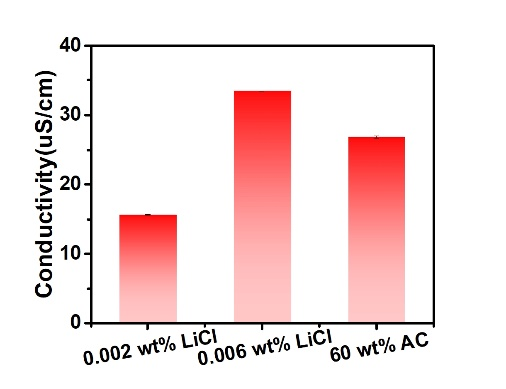 40
30
20
10
0
Conductivity(uS/cm)
0.002 wt% LiCl
0.006 wt% LiCl
60 wt% AC